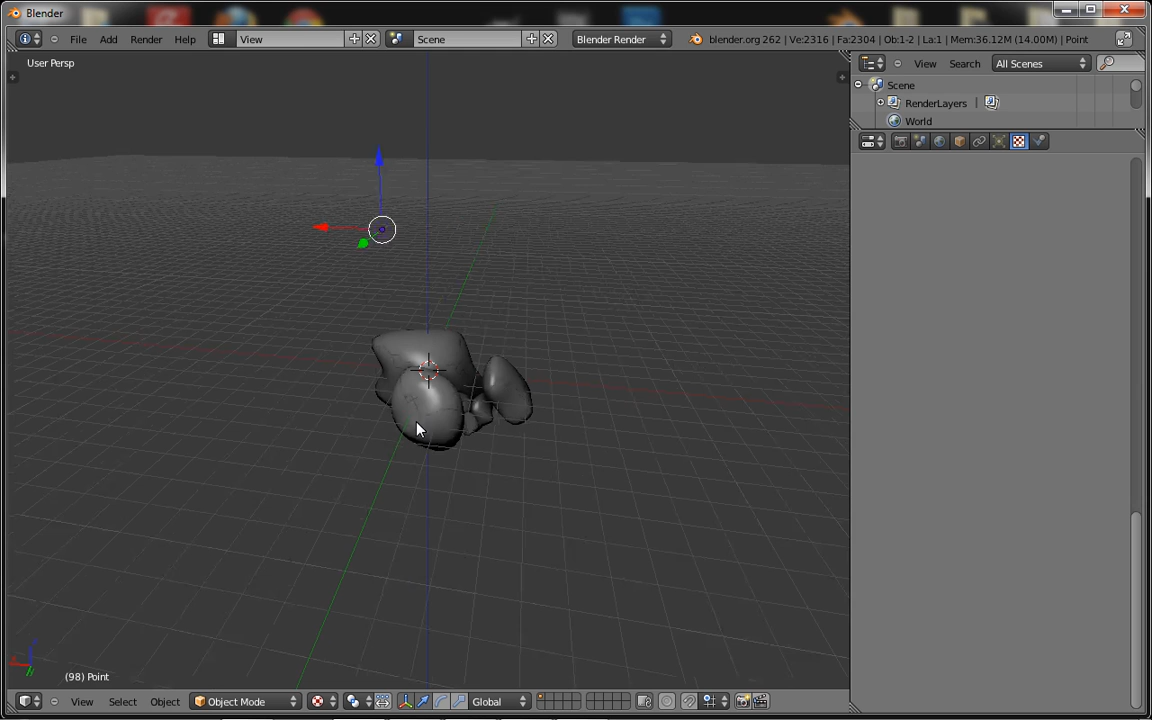 Blender
File Add Render Help View Scene Blender Render blender.org 262 | Ve:2316 | Fa:2304 | Ob:1-2 | La:1 | Mem:36.12M (14.00M) | Point
User Persp
View Search All Scenes
Scene
RenderLayers
World
(98) Point
View Select Object Object Mode Global